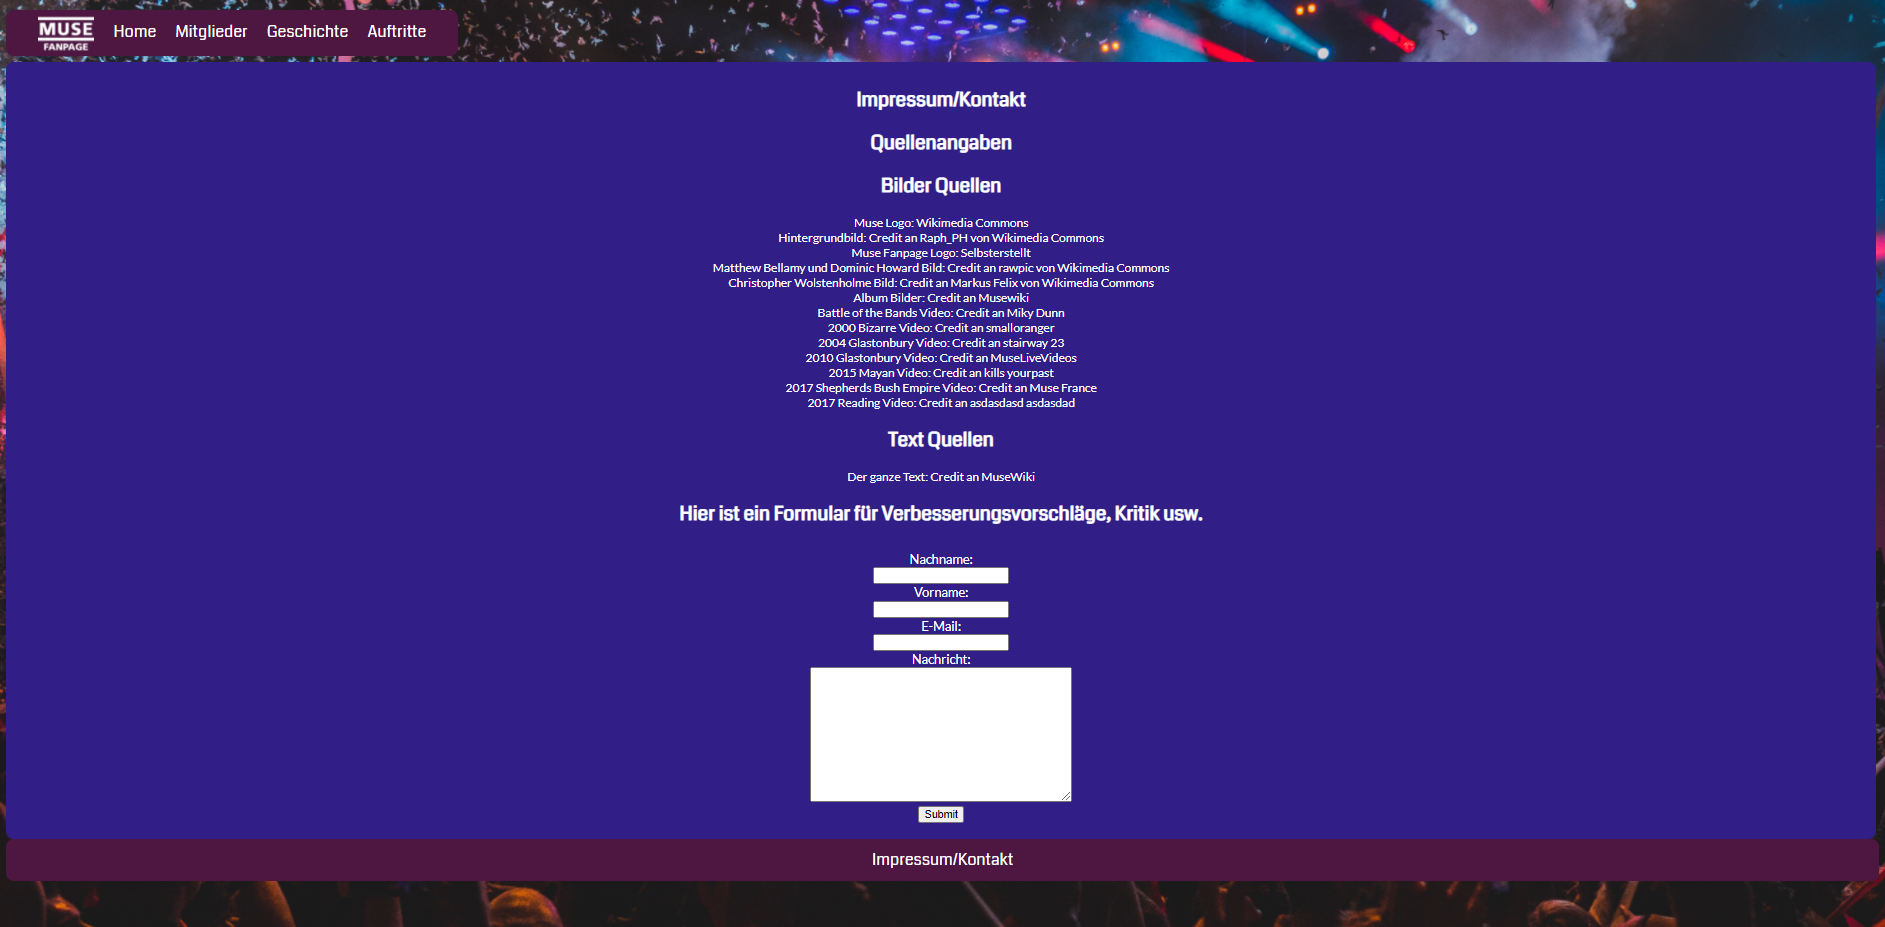 MUSE
FANPAGE
Home Mitglieder Geschichte Auftritte
Impressum/Kontakt
Quellenangaben
Bilder Quellen
Muse Logo: Wikimedia Commons
Hintergrundbild: Credit an Raph_PH von Wikimedia Commons
Muse Fanpage Logo: Selbsterstellt
Matthew Bellamy und Dominic Howard Bild: Credit an rawpic von Wikimedia Commons
Christopher Wolstenholme Bild: Credit an Markus Felix von Wikimedia Commons
Album Bilder: Credit an Musewiki
Battle of the Bands Video: Credit an Miky Dunn
2000 Bizarre Video: Credit an smalloranger
2004 Glastonbury Video: Credit an stairway 23
2010 Glastonbury Video: Credit an MuseLiveVideos
2015 Mayan Video: Credit an kills yourpast
2017 Shepherds Bush Empire Video: Credit an Muse France
2017 Reading Video: Credit an asdasdasd asdasdad
Text Quellen
Der ganze Text: Credit an MuseWiki
Hier ist ein Formular für Verbesserungsvorschläge, Kritik usw.
Nachname:
Vorname:
E-Mail:
Nachricht:
Submit
Impressum/Kontakt